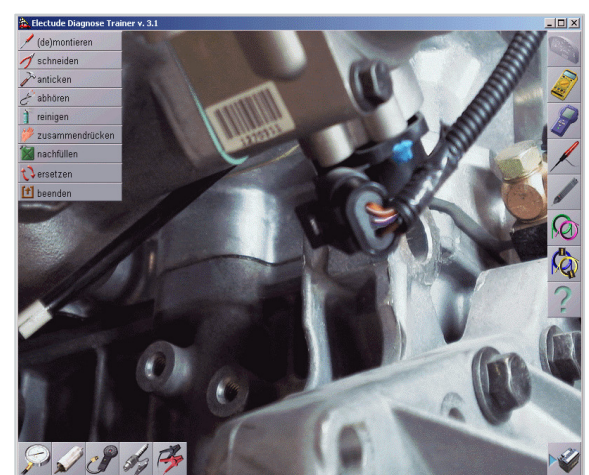 Electude Diagnose Trainer v. 3.1
(de)montieren
schneiden
anticken
abhören
reinigen
zusammendrücken
nachfüllen
ersetzen
beenden